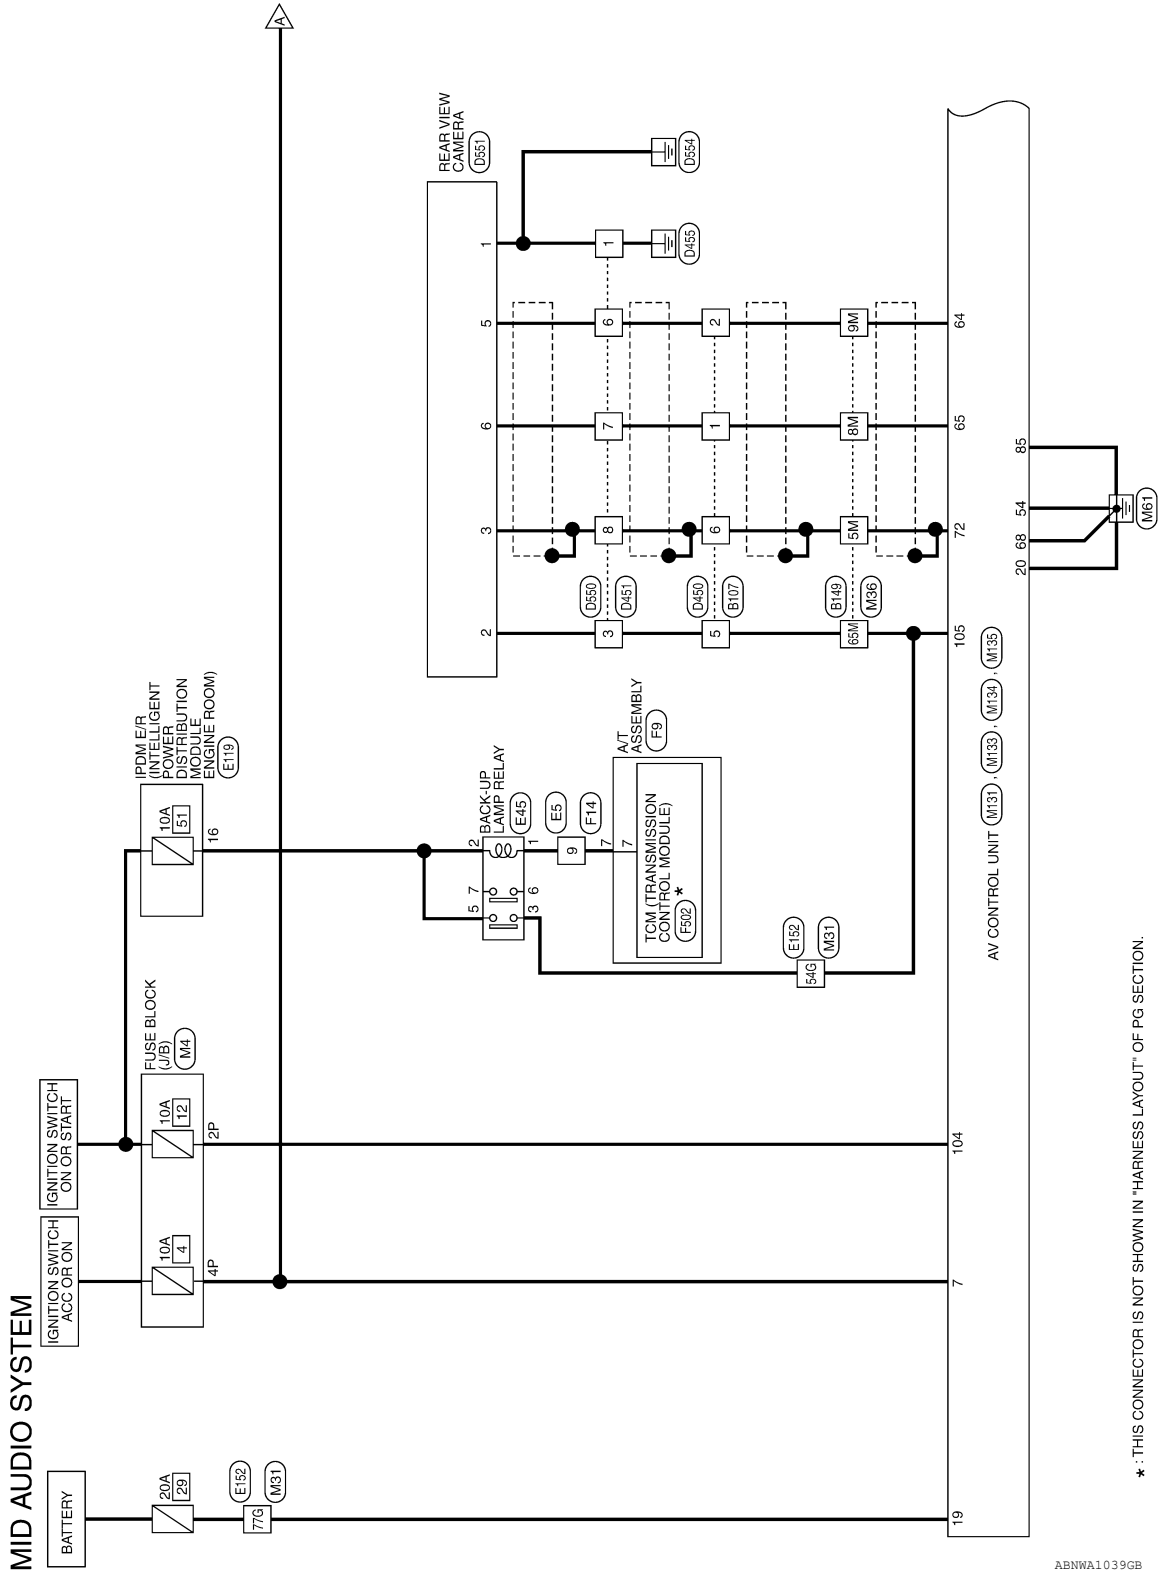 MID AUDIO SYSTEM
BATTERY
20A
29
77G
E152
M31
19
IGNITION SWITCH
ACC OR ON
10A
4
4P
7
IGNITION SWITCH
ON OR START
10A
12
2P
104
FUSE BLOCK
(J/B)
M4
IPDM E/R
(INTELLIGENT
POWER
DISTRIBUTION
MODULE
ENGINE ROOM)
E119
10A
51
16
A
BACK-UP
LAMP RELAY
E45
2
1
7
6
5
3
9
E5
F14
A/T
ASSEMBLY
F9
7
7
TCM (TRANSMISSION
CONTROL MODULE)
F502
*
54G
E152
M31
REAR VIEW
CAMERA
D551
2
3
6
5
1
3
8
7
6
1
D550
D451
D455
D554
5
6
1
2
D450
B107
65M
5M
8M
9M
B149
M36
105
72
65
64
AV CONTROL UNIT M131 , M133 , M134 , M135
20
68
54
85
M61
* : THIS CONNECTOR IS NOT SHOWN IN "HARNESS LAYOUT" OF PG SECTION.
ABNWA1039GB